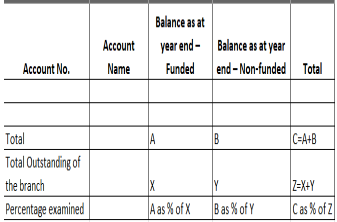 Account No. Account Name Balance as at year end – Funded Balance as at year end – Non-funded Total
Total A B C=A+B
Total Outstanding of the branch X Y Z=X+Y
Percentage examined A as % of X B as % of Y C as % of Z